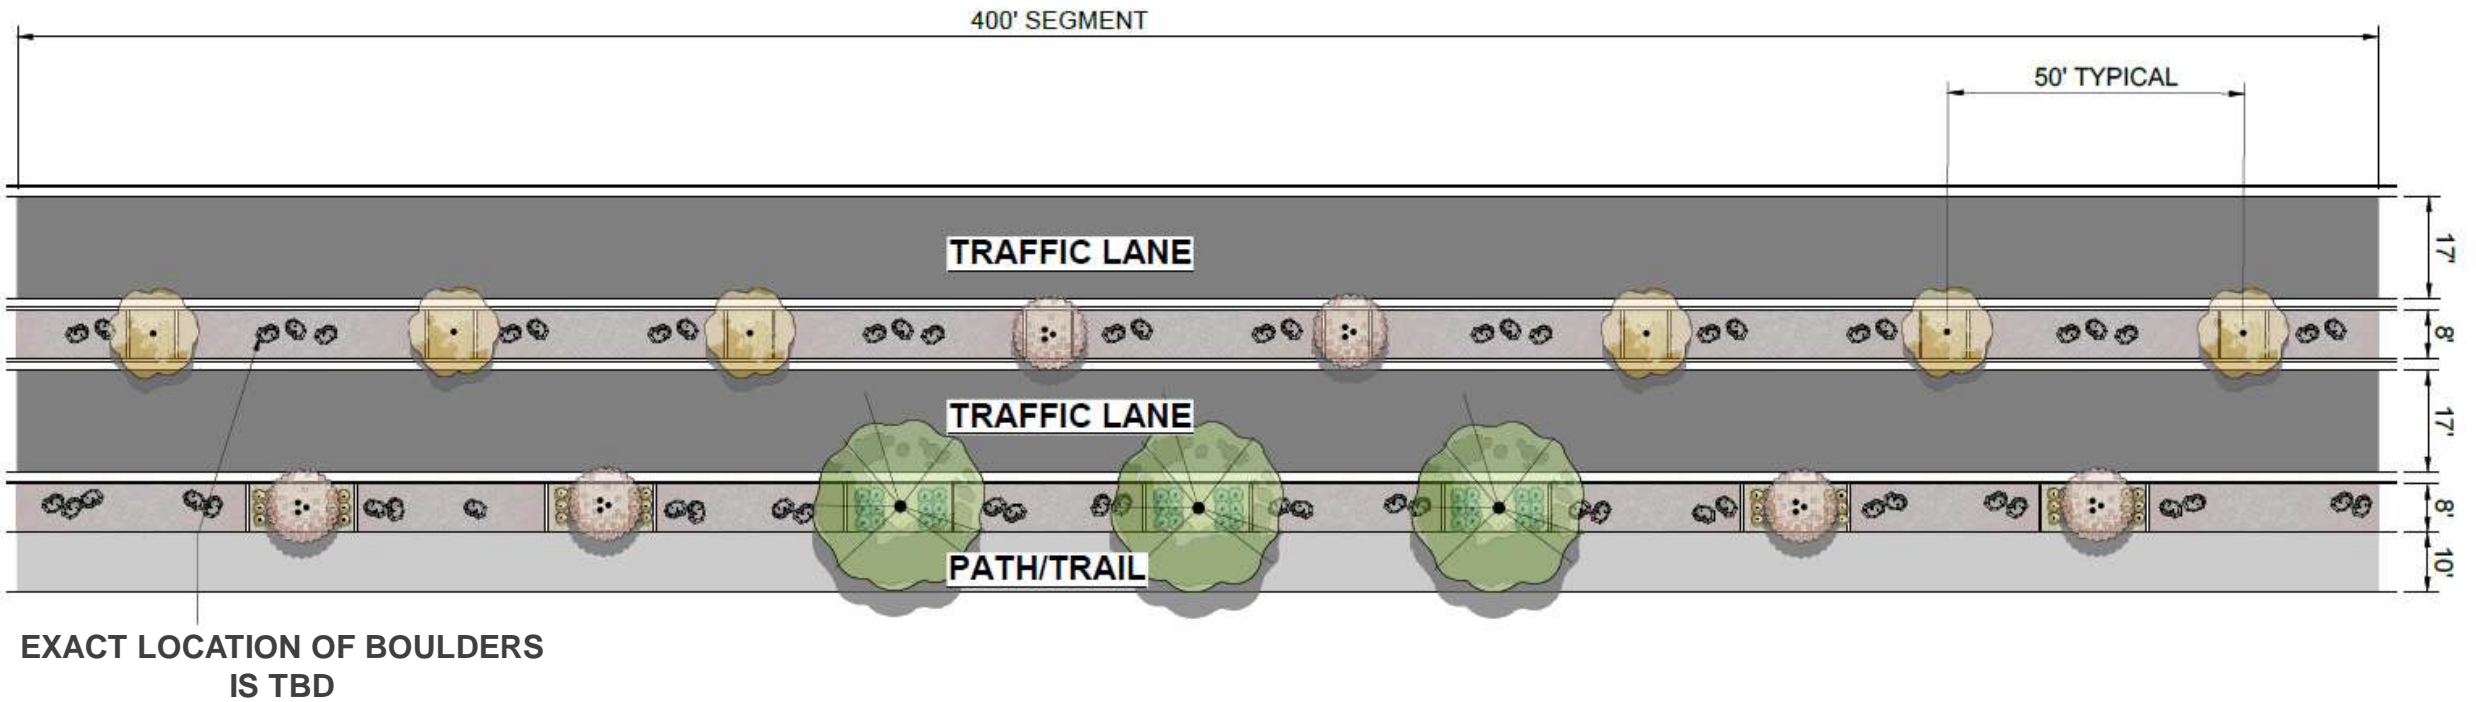 400' SEGMENT
50' TYPICAL
TRAFFIC LANE
17'
8'
TRAFFIC LANE
17'
8'
PATH/TRAIL
10'
EXACT LOCATION OF BOULDERS
IS TBD